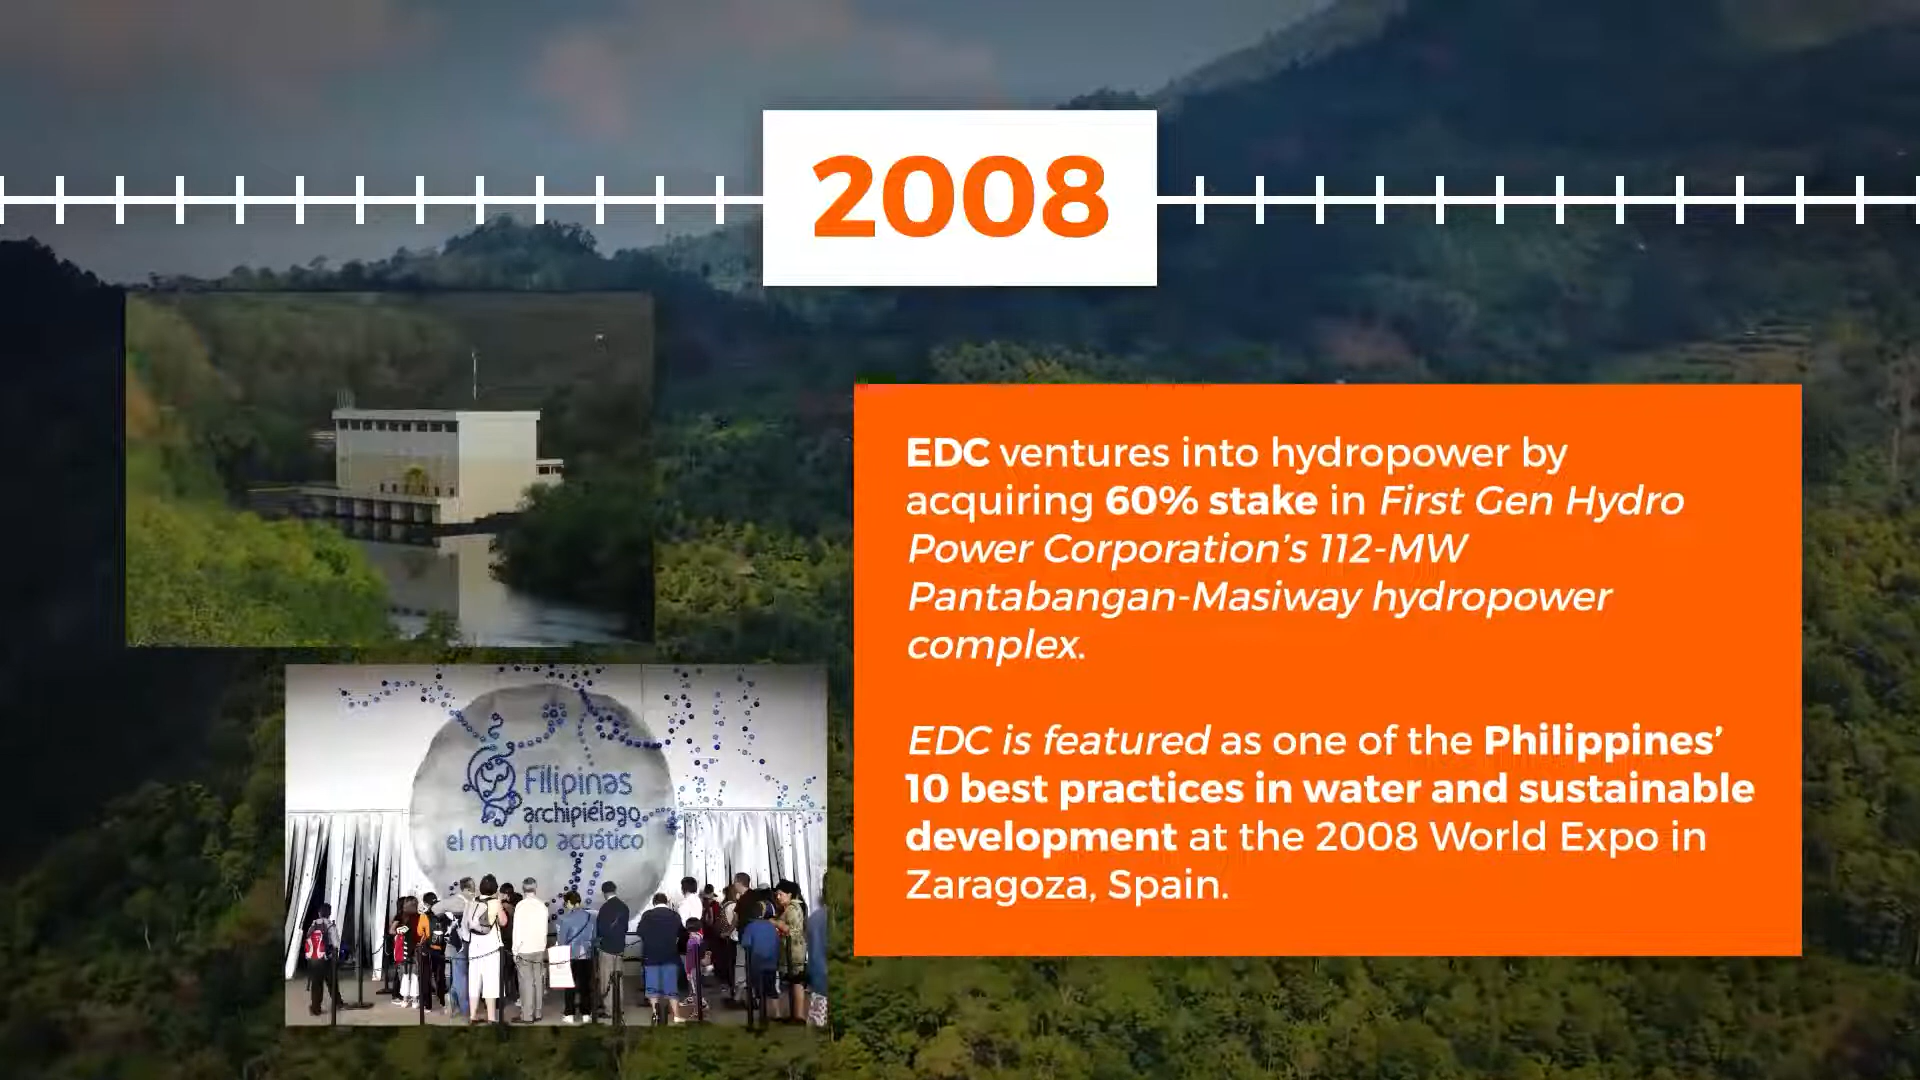 2008
EDC ventures into hydropower by
acquiring 60% stake in First Gen Hydro
Power Corporation’s 112-MW
Pantabangan-Masiway hydropower
complex.
EDC is featured as one of the Philippines’
10 best practices in water and sustainable
development at the 2008 World Expo in
Zaragoza, Spain.
Filipinas
archipiélago
el mundo acuático